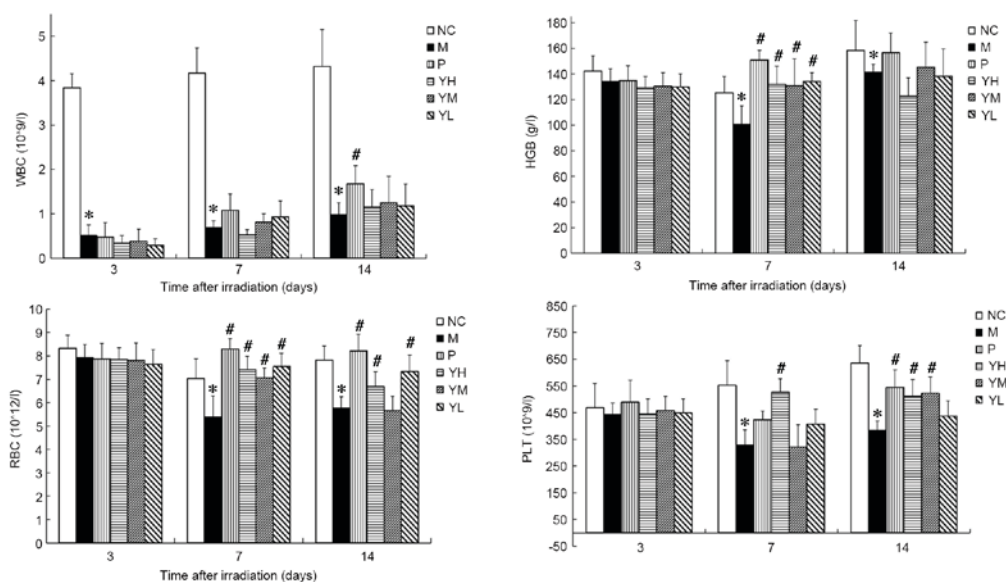 5
4
3
2
1
0
WBC (10^9/l)
*
*
*
#
3
7
14
Time after irradiation (days)
NC
M
P
YH
YM
YL
180
160
140
120
100
80
60
40
20
0
HGB (g/l)
#
*
#
#
#
*
3
7
14
Time after irradiation (days)
NC
M
P
YH
YM
YL
10
9
8
7
6
5
4
3
2
1
0
RBC (10^12/l)
*
#
#
#
#
*
#
#
#
3
7
14
Time after irradiation (days)
NC
M
P
YH
YM
YL
850
750
650
550
450
350
250
150
50
-50
PLT (10^9/l)
*
#
*
#
#
#
3
7
14
NC
M
P
YH
YM
YL